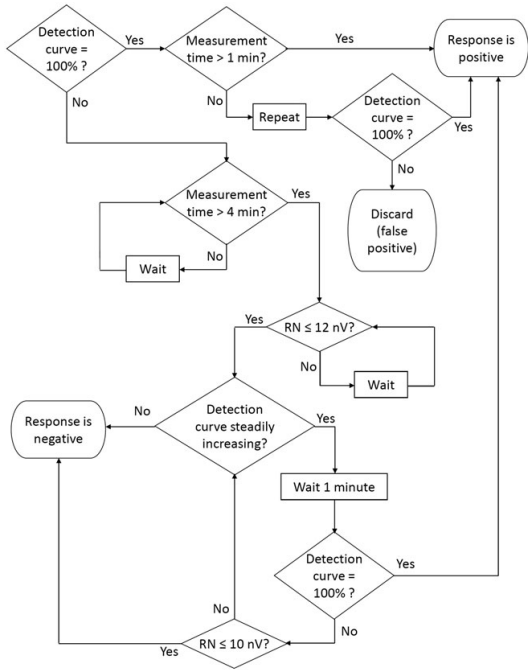 Detection
curve =
100% ?
Yes
Measurement
time > 1 min?
Yes
Response is
positive
No
No
Repeat
Detection
curve =
100% ?
Yes
No
Measurement
time > 4 min?
Yes
Discard
(false
positive)
No
Wait
Yes
RN ≤ 12 nV?
No
Wait
Response is
negative
No
Detection
curve steadily
increasing?
Yes
Wait 1 minute
Detection
curve =
100% ?
Yes
No
No
Yes
RN ≤ 10 nV?